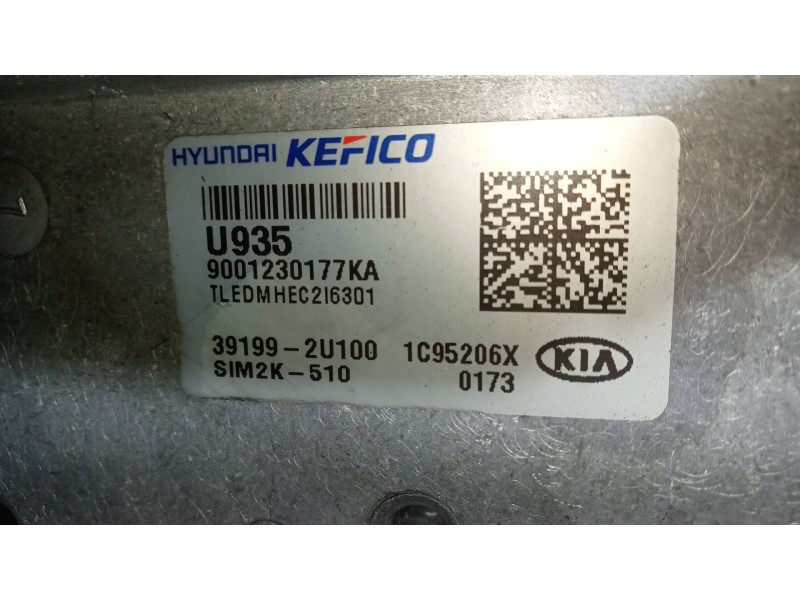 HYUNDAI KEFICO
U935
9001230177KA
TLEDMHEC2I6301
39199-2U100 1C95206X KIA
SIM2K-510 0173